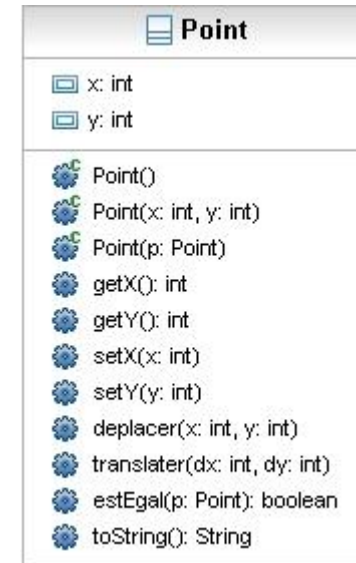 Point
x: int
y: int
Point()
Point(x: int, y: int)
Point(p: Point)
getX(): int
getY(): int
setX(x: int)
setY(y: int)
deplacer(x: int, y: int)
translater(dx: int, dy: int)
estEgal(p: Point): boolean
toString(): String